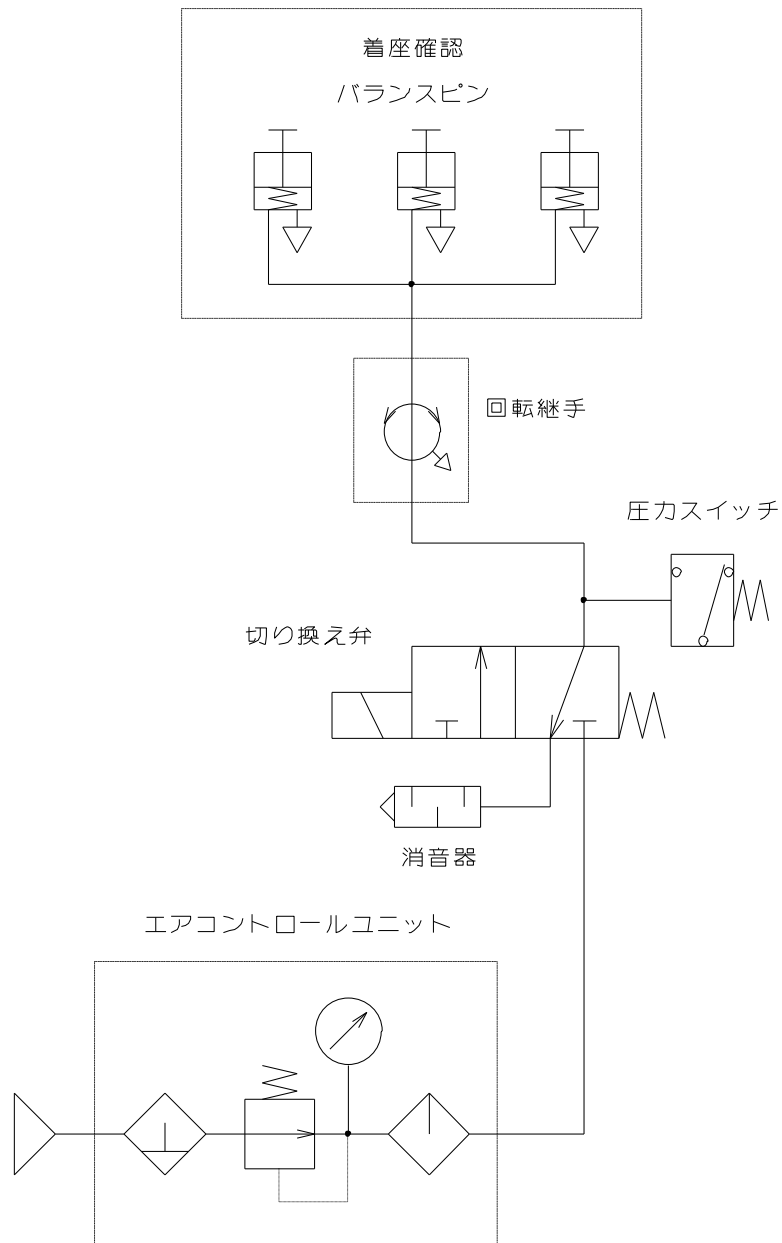 着座確認
バランスピン
回転継手
圧力スイッチ
切り換え弁
消音器
エアコントロールユニット